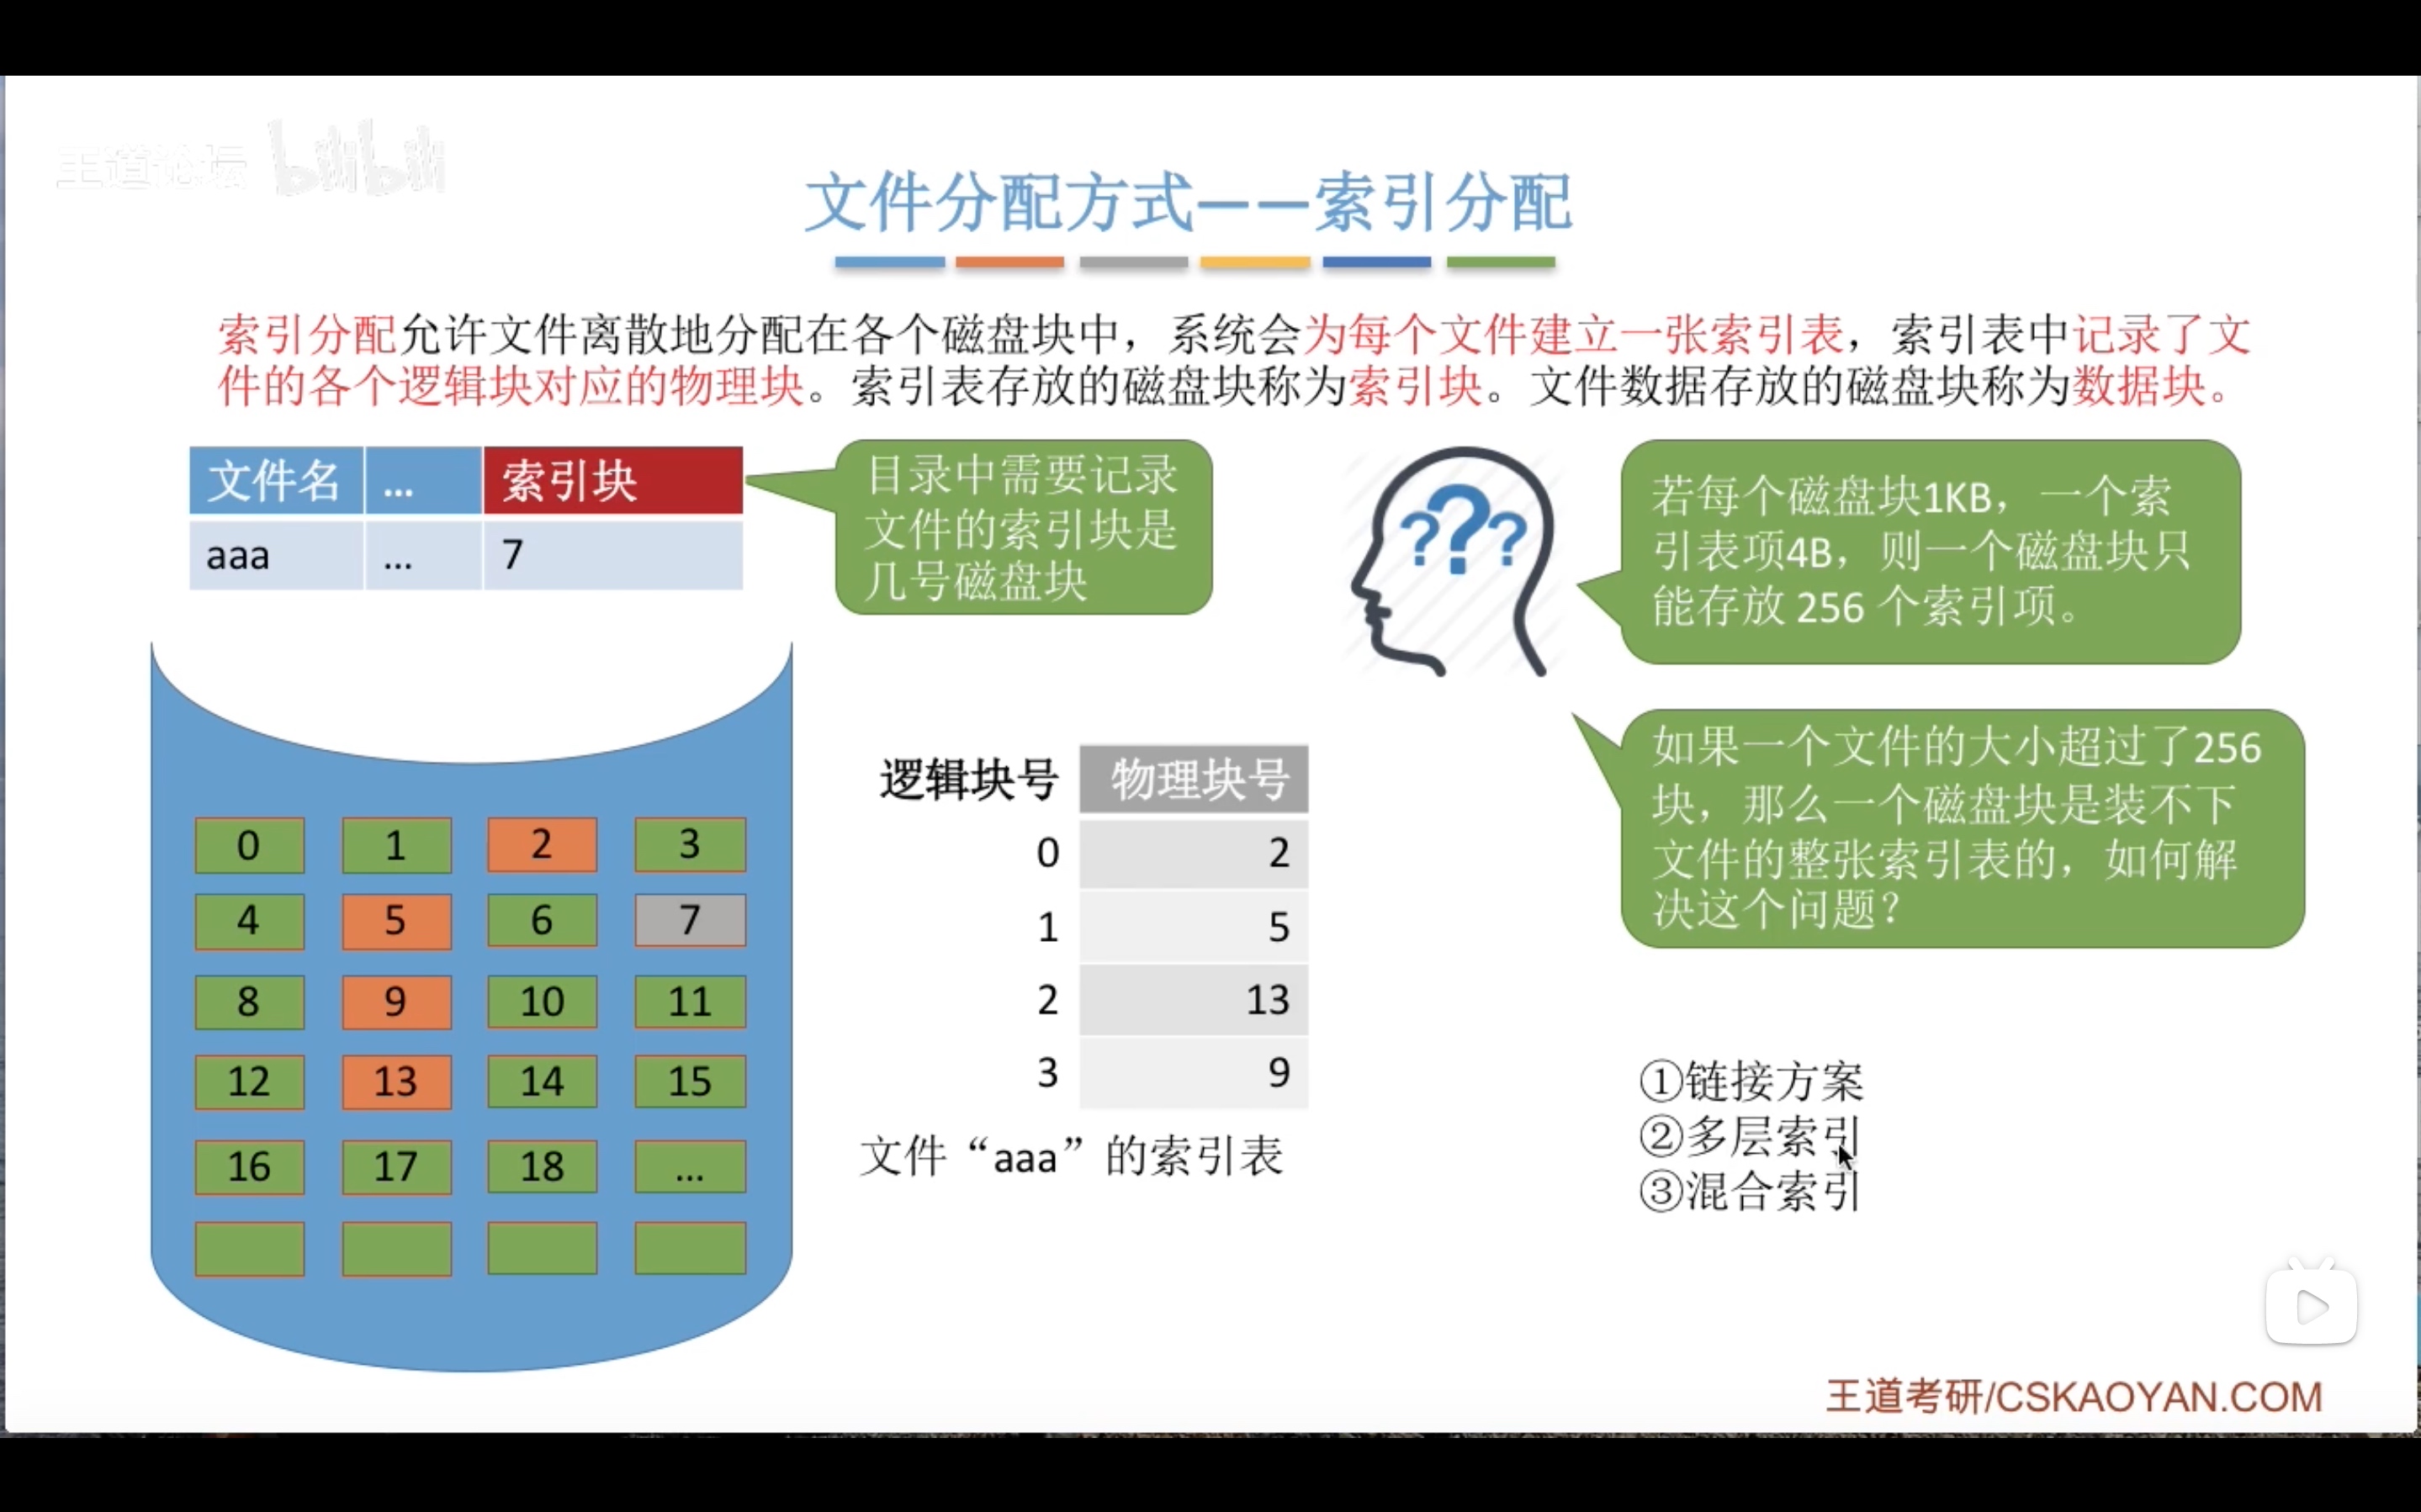 王道论坛 bilibili
文件分配方式——索引分配
索引分配允许文件离散地分配在各个磁盘块中，系统会为每个文件建立一张索引表，索引表中记录了文
件的各个逻辑块对应的物理块。索引表存放的磁盘块称为索引块。文件数据存放的磁盘块称为数据块。
文件名 ... 索引块
aaa ... 7
目录中需要记录
文件的索引块是
几号磁盘块
???
若每个磁盘块1KB，一个索
引表项4B，则一个磁盘块只
能存放 256 个索引项。
如果一个文件的大小超过了256
块，那么一个磁盘块是装不下
文件的整张索引表的，如何解
决这个问题？
0 1 2 3
4 5 6 7
8 9 10 11
12 13 14 15
16 17 18 ...
逻辑块号 物理块号
0 2
1 5
2 13
3 9
文件“aaa”的索引表
①链接方案
②多层索引
③混合索引
王道考研/CSKAOYAN.COM